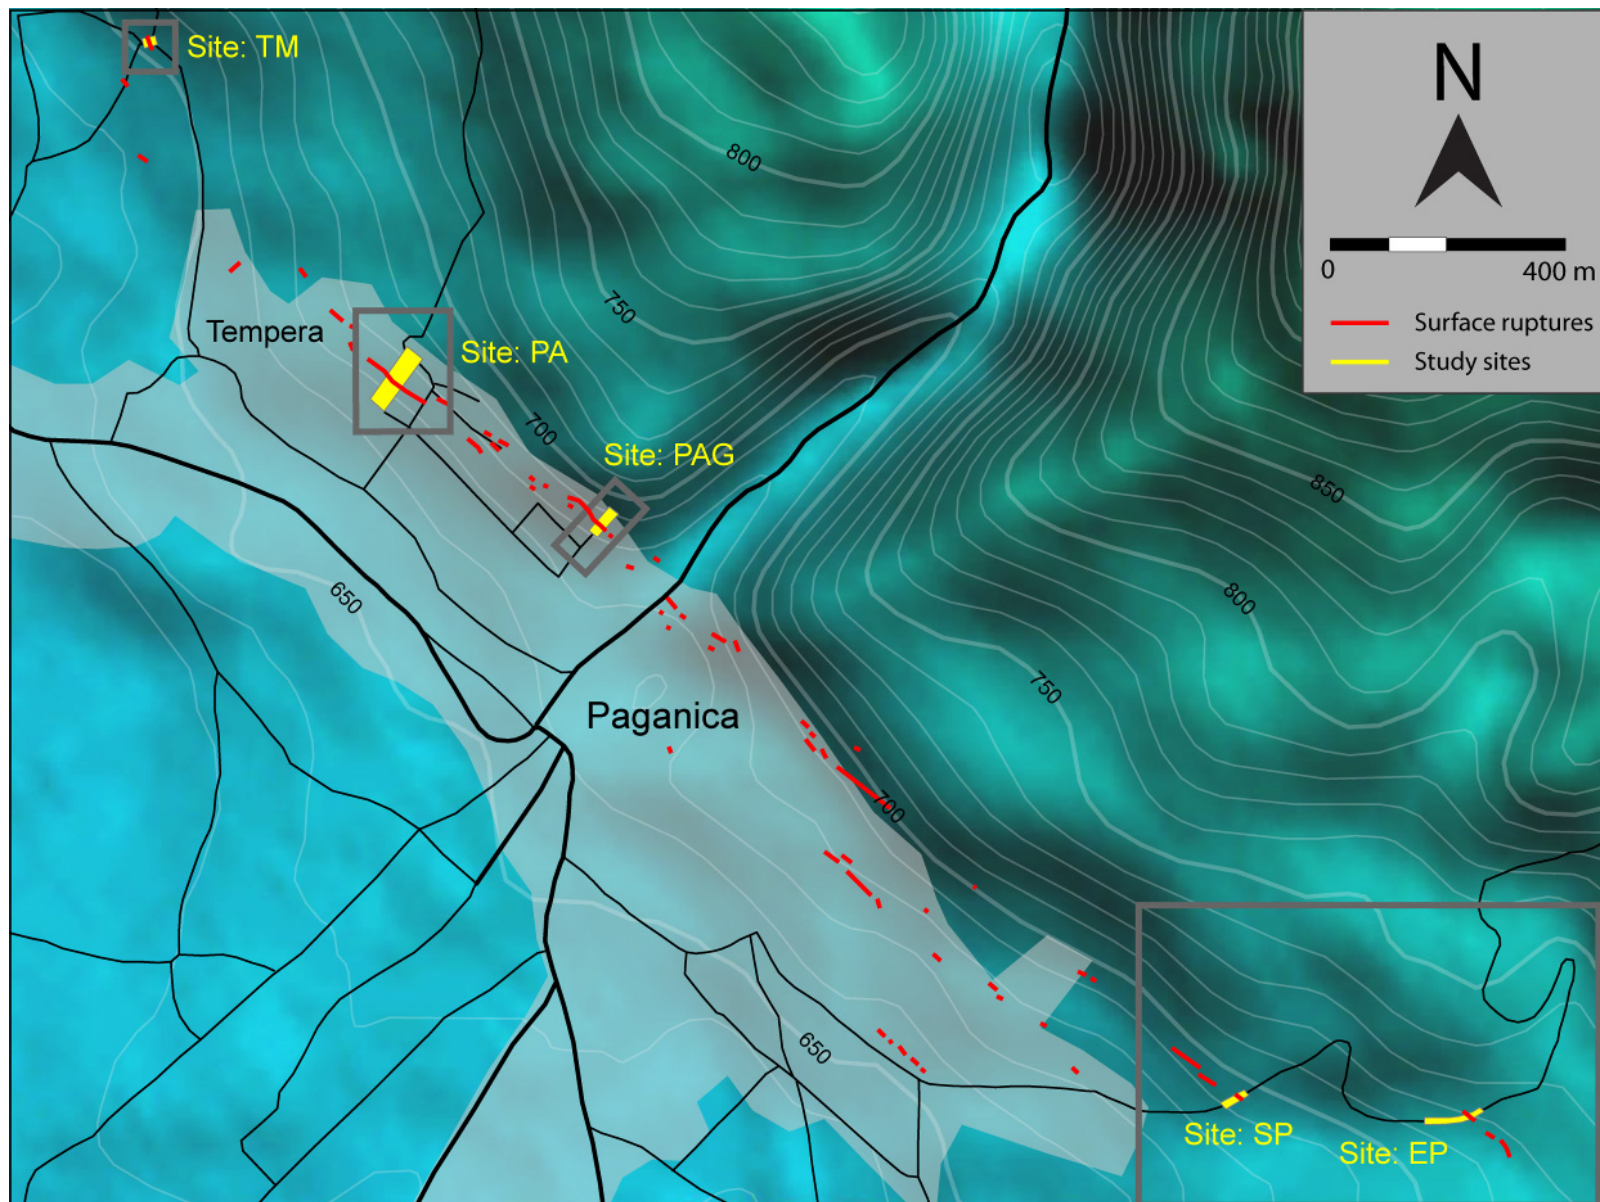 Site: TM
N
800
0
400 m
750
Surface ruptures
Tempera
Site: PA
Study sites
700
Site: PAG
850
650
800
750
Paganica
700
650
Site: SP
Site: EP